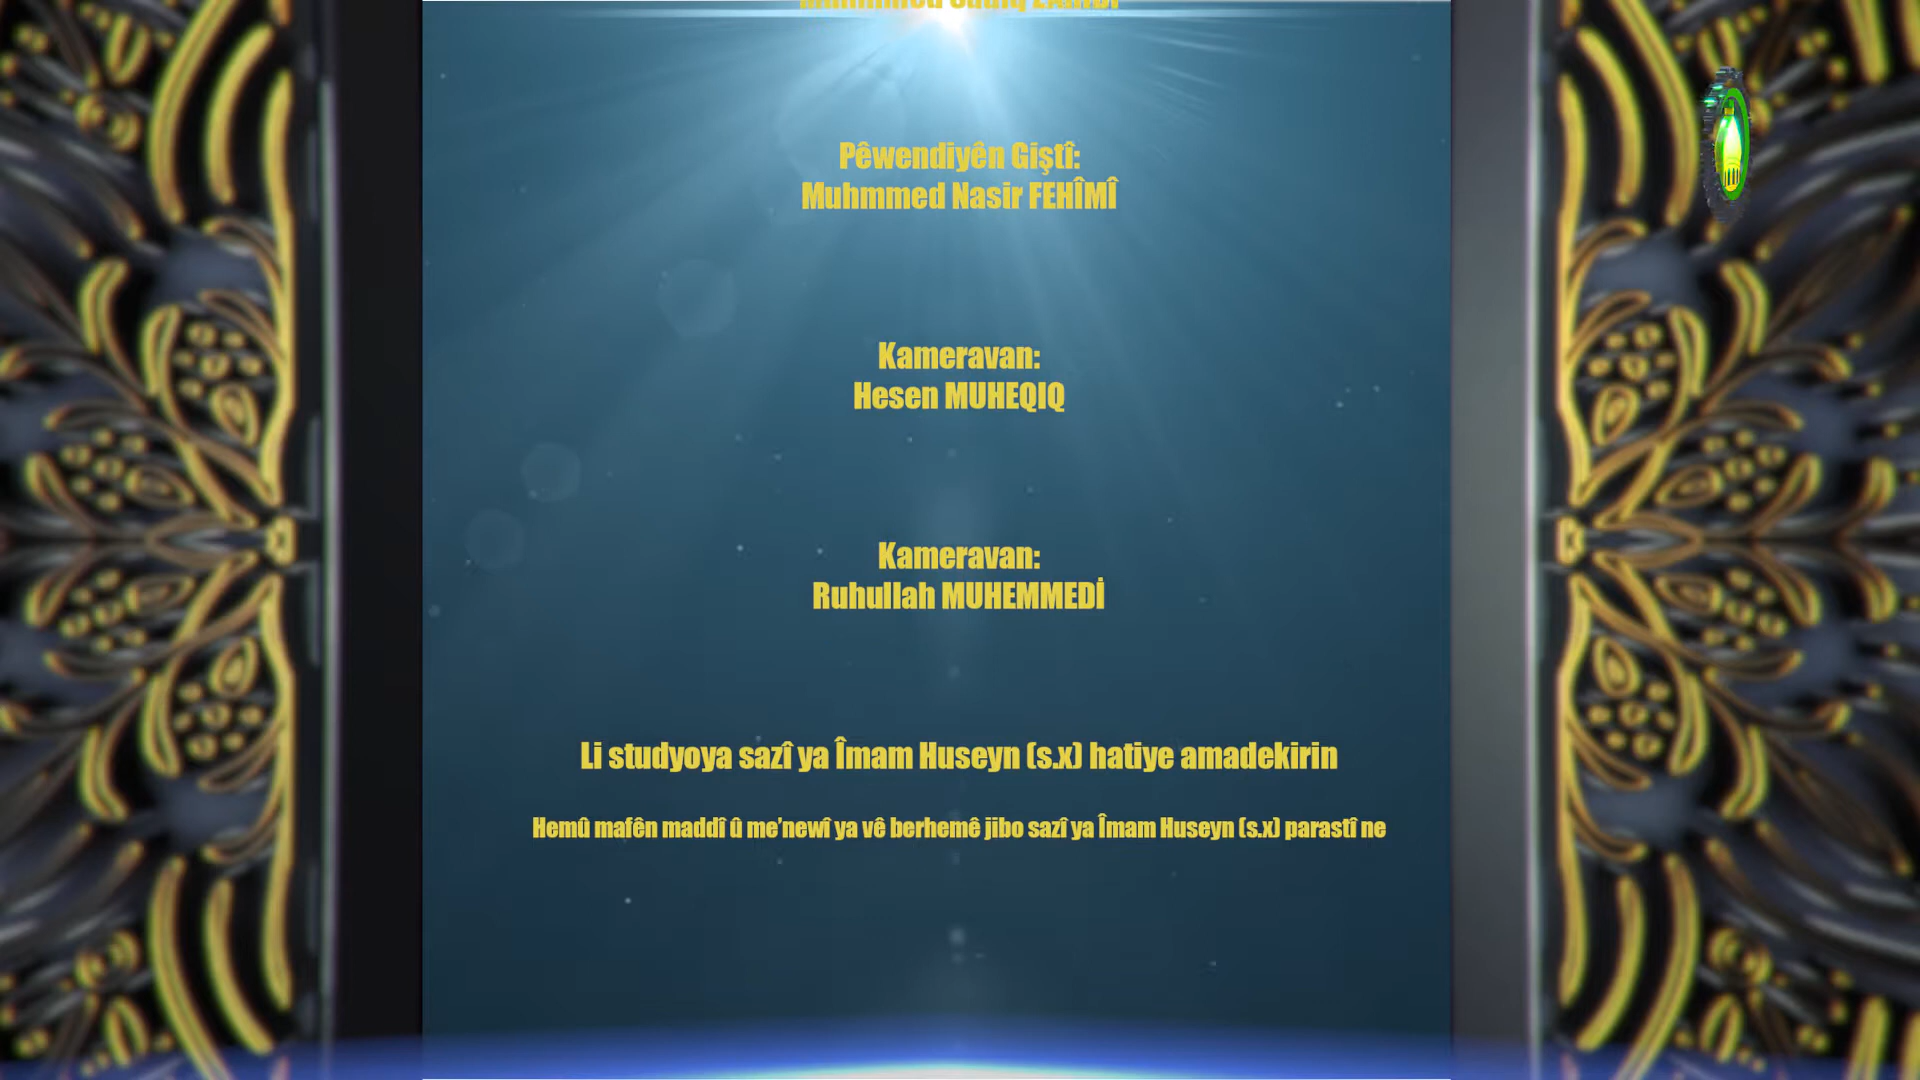 Pêwendiyên Giştî:
Muhmmed Nasir FEHÎMÎ
Kameravan:
Hesen MUHEQIQ
Kameravan:
Ruhullah MUHEMMEDİ
Li studyoya sazî ya Îmam Huseyn (s.x) hatiye amadekirin
Hemû mafên maddî û me'newî ya vê berhemê jibo sazî ya Îmam Huseyn (s.x) parastî ne